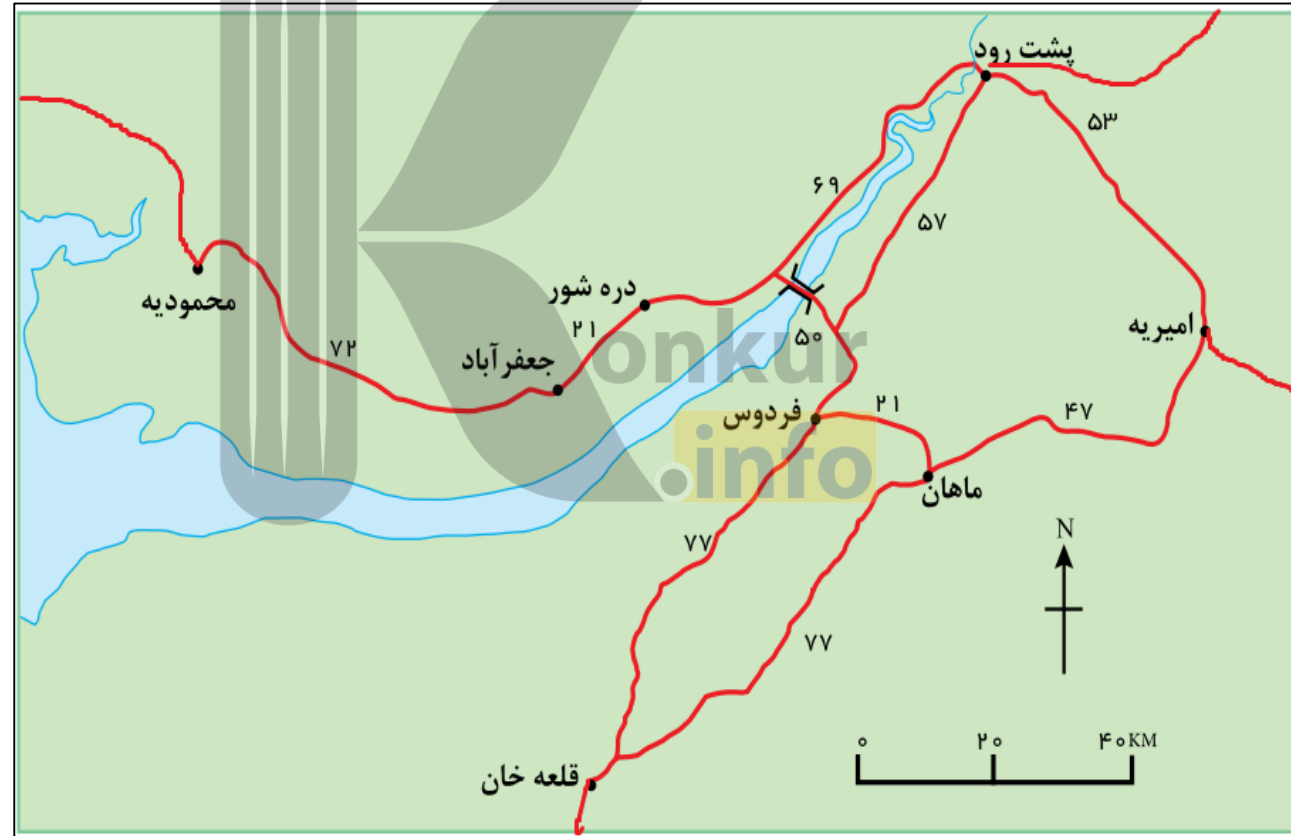 پشت رود
۵۳
۶۹
۵۷
محمودیه
دره شور
امیریه
۵۰
۲۱
۷۲
جعفرآباد
onkur
فردوس
۲۱
۴۷
.info
ماهان
۷۷
N
۷۷
۰ ۲۰ ۴۰KM
قلعه خان